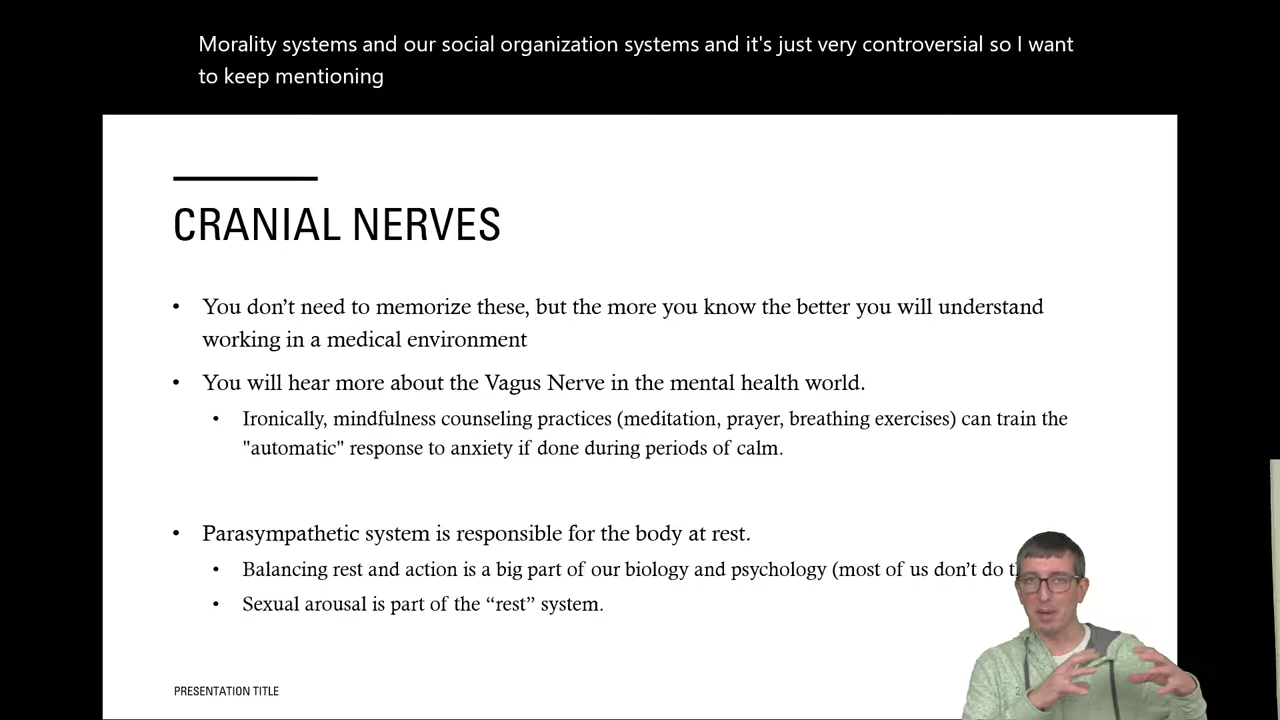 Morality systems and our social organization systems and it's just very controversial so I want
to keep mentioning
CRANIAL NERVES
• You don’t need to memorize these, but the more you know the better you will understand
working in a medical environment
• You will hear more about the Vagus Nerve in the mental health world.
• Ironically, mindfulness counseling practices (meditation, prayer, breathing exercises) can train the
"automatic" response to anxiety if done during periods of calm.
• Parasympathetic system is responsible for the body at rest.
• Balancing rest and action is a big part of our biology and psychology (most of us don’t do
• Sexual arousal is part of the “rest” system.
PRESENTATION TITLE